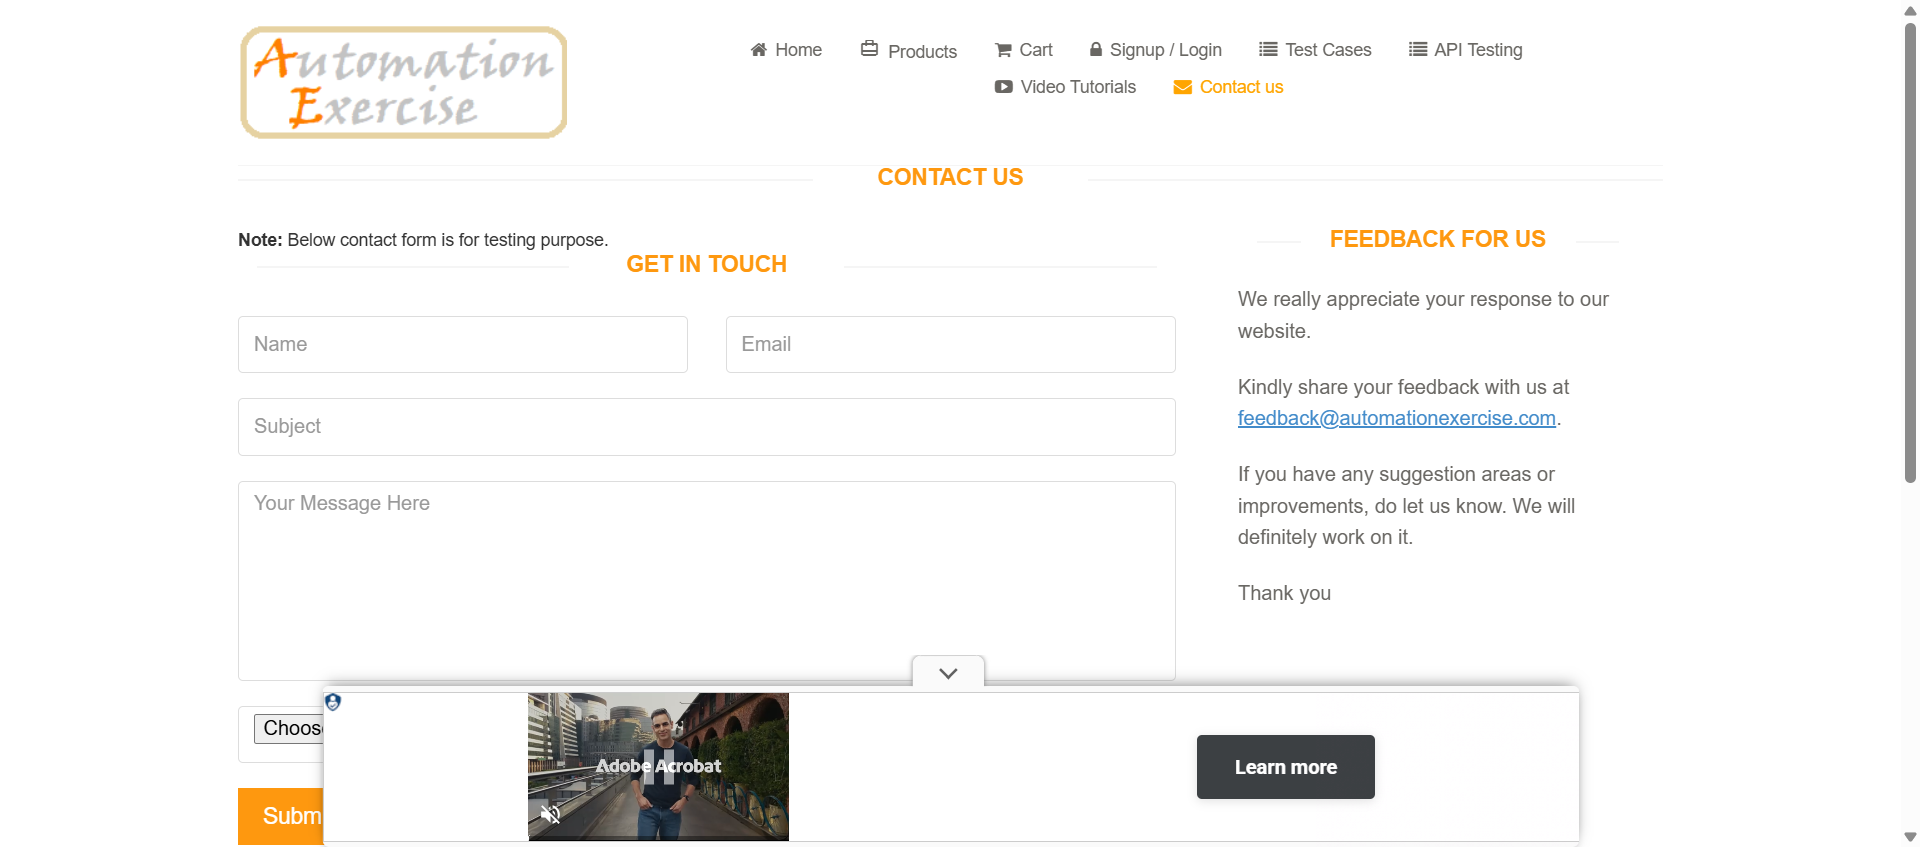 Automation
Exercise
Home
Products
Cart
Signup / Login
Test Cases
API Testing
Video Tutorials
Contact us
CONTACT US
Note: Below contact form is for testing purpose.
GET IN TOUCH
Name
Email
Subject
Your Message Here
Choos
Subm
FEEDBACK FOR US
We really appreciate your response to our
website.
Kindly share your feedback with us at
feedback@automationexercise.com.
If you have any suggestion areas or
improvements, do let us know. We will
definitely work on it.
Thank you
Adobe Acrobat
Learn more